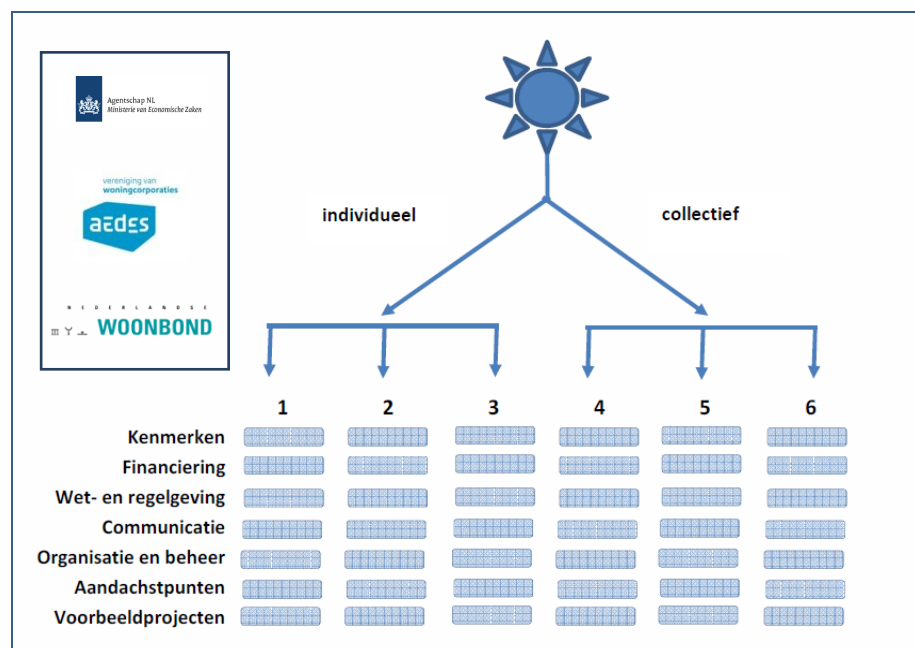 Agentschap NL
Ministerie van Economische Zaken
vereniging van
woningcorporaties
aedes
NEDERLANDSE
WOONBOND
individueel
collectief
1 2 3 4 5 6
Kenmerken
Financiering
Wet- en regelgeving
Communicatie
Organisatie en beheer
Aandachstpunten
Voorbeeldprojecten